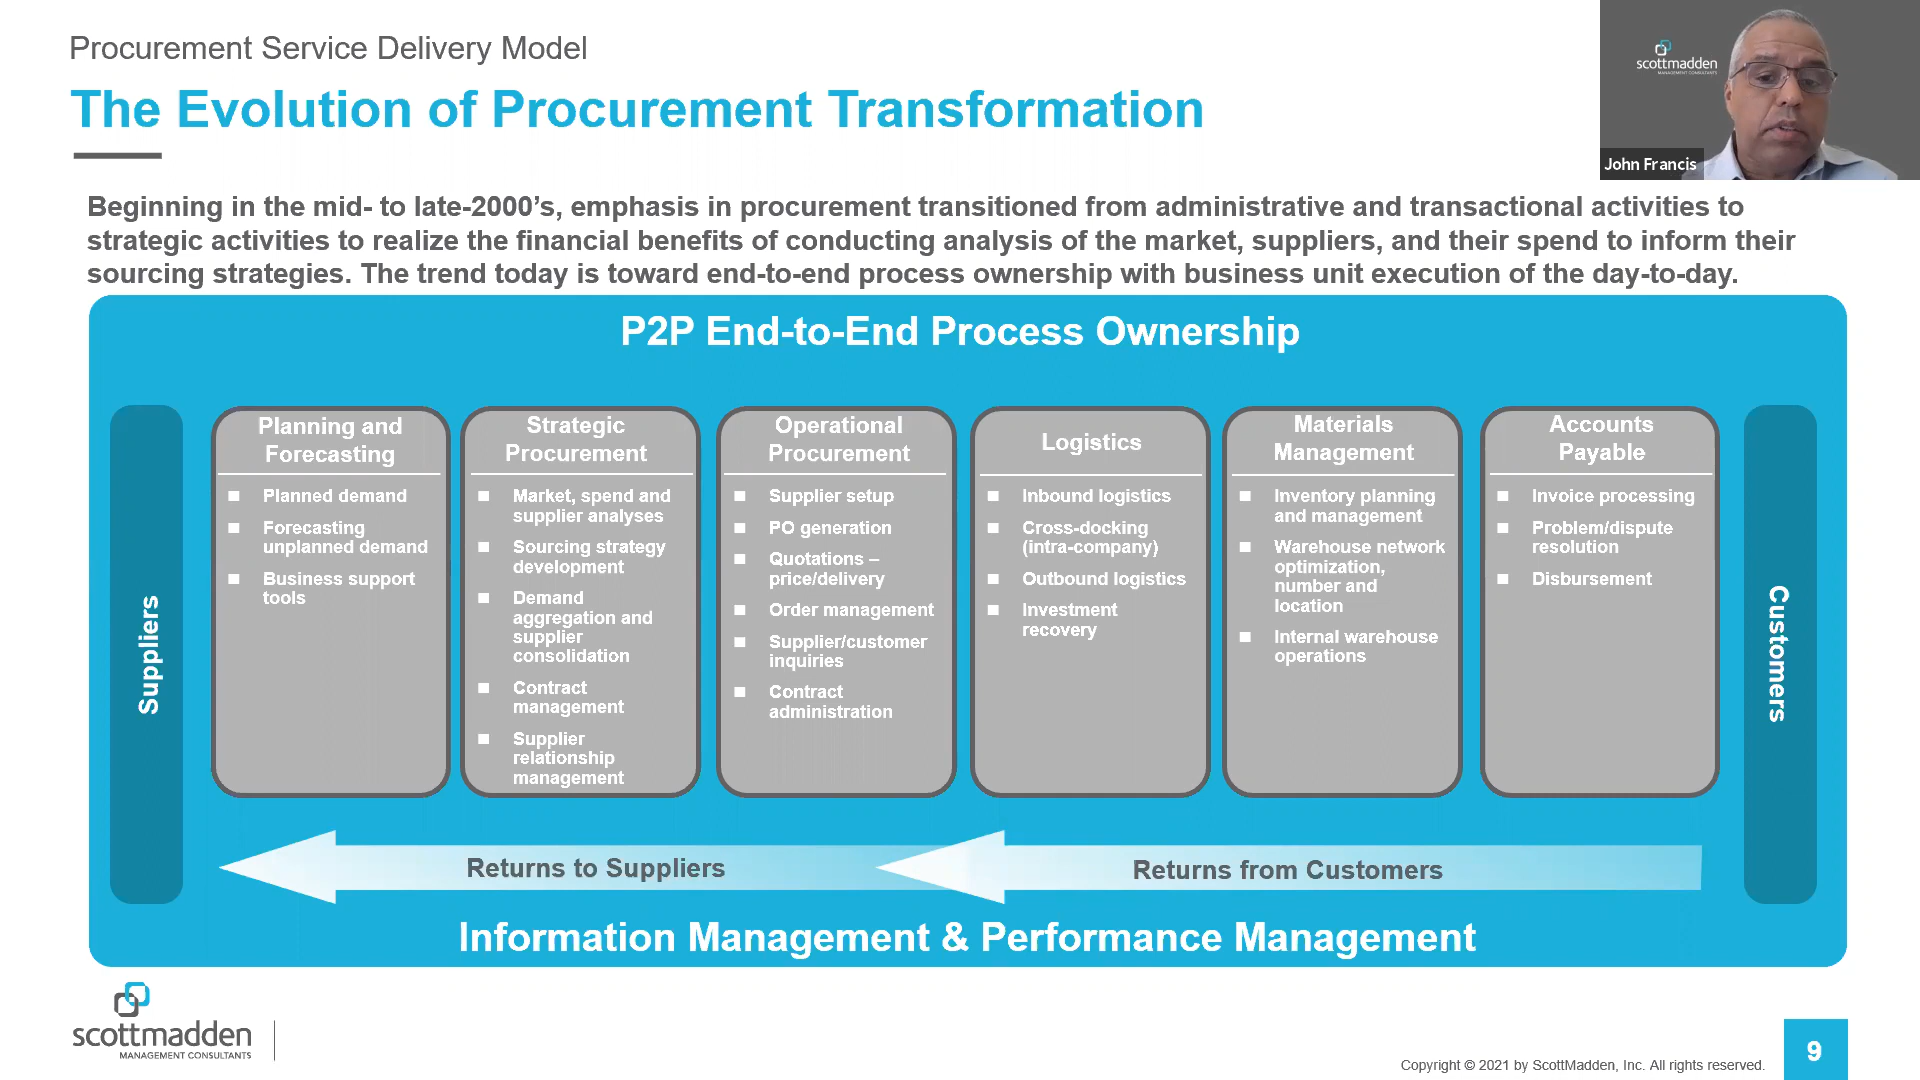 Procurement Service Delivery Model
The Evolution of Procurement Transformation
scottmadden
MANAGEMENT CONSULTANTS
John Francis
Beginning in the mid- to late-2000’s, emphasis in procurement transitioned from administrative and transactional activities to
strategic activities to realize the financial benefits of conducting analysis of the market, suppliers, and their spend to inform their
sourcing strategies. The trend today is toward end-to-end process ownership with business unit execution of the day-to-day.
P2P End-to-End Process Ownership
Suppliers
Planning and
Forecasting
Planned demand
Forecasting
unplanned demand
Business support
tools
Strategic
Procurement
Market, spend and
supplier analyses
Sourcing strategy
development
Demand
aggregation and
supplier
consolidation
Contract
management
Supplier
relationship
management
Operational
Procurement
Supplier setup
PO generation
Quotations –
price/delivery
Order management
Supplier/customer
inquiries
Contract
administration
Logistics
Inbound logistics
Cross-docking
(intra-company)
Outbound logistics
Investment
recovery
Materials
Management
Inventory planning
and management
Warehouse network
optimization,
number and
location
Internal warehouse
operations
Accounts
Payable
Invoice processing
Problem/dispute
resolution
Disbursement
Customers
Returns to Suppliers
Returns from Customers
Information Management & Performance Management
scottmadden
MANAGEMENT CONSULTANTS
Copyright © 2021 by ScottMadden, Inc. All rights reserved.
9